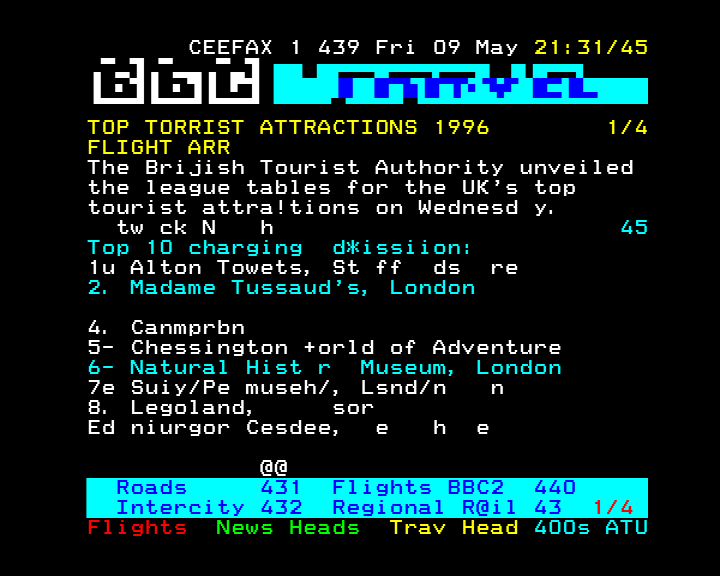 CEEFAX 1 439 Fri 09 May 21:31/45
BBC TRAVEL
TOP TORRIST ATTRACTIONS 1996 1/4
FLIGHT ARR
The Brijish Tourist Authority unveiled
the league tables for the UK's top
tourist attra!tions on Wednesd y.
tw ck N h 45
Top 10 charging d*issiion:
1u Alton Towets, St ff ds re
2. Madame Tussaud's, London
4. Canmprbn
5- Chessington +orld of Adventure
6- Natural Hist r Museum, London
7e Suiy/Pe museh/, Lsnd/n n
8. Legoland, sor
Ed niurgor Cesdee, e h e
@@
Roads 431 Flights BBC2 440
Intercity 432 Regional R@il 43 1/4
Flights News Heads Trav Head 400s ATU